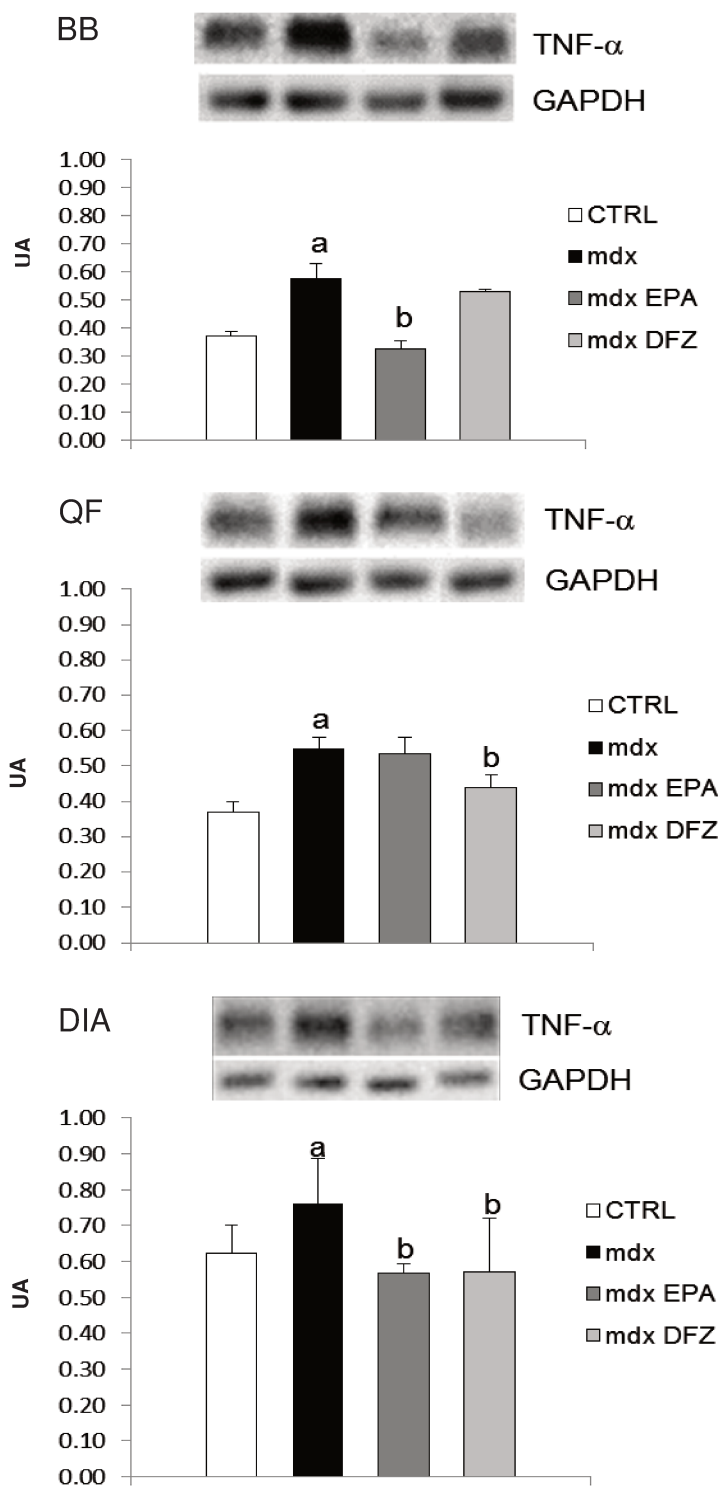 BB
TNF-α
GAPDH
1.00
0.90
0.80
0.70
0.60
0.50
0.40
0.30
0.20
0.10
0.00
UA
a
b
CTRL
mdx
mdx EPA
mdx DFZ
QF
TNF-α
GAPDH
1.00
0.90
0.80
0.70
0.60
0.50
0.40
0.30
0.20
0.10
0.00
UA
a
b
CTRL
mdx
mdx EPA
mdx DFZ
DIA
TNF-α
GAPDH
1.00
0.90
0.80
0.70
0.60
0.50
0.40
0.30
0.20
0.10
0.00
UA
a
b
b
CTRL
mdx
mdx EPA
mdx DFZ